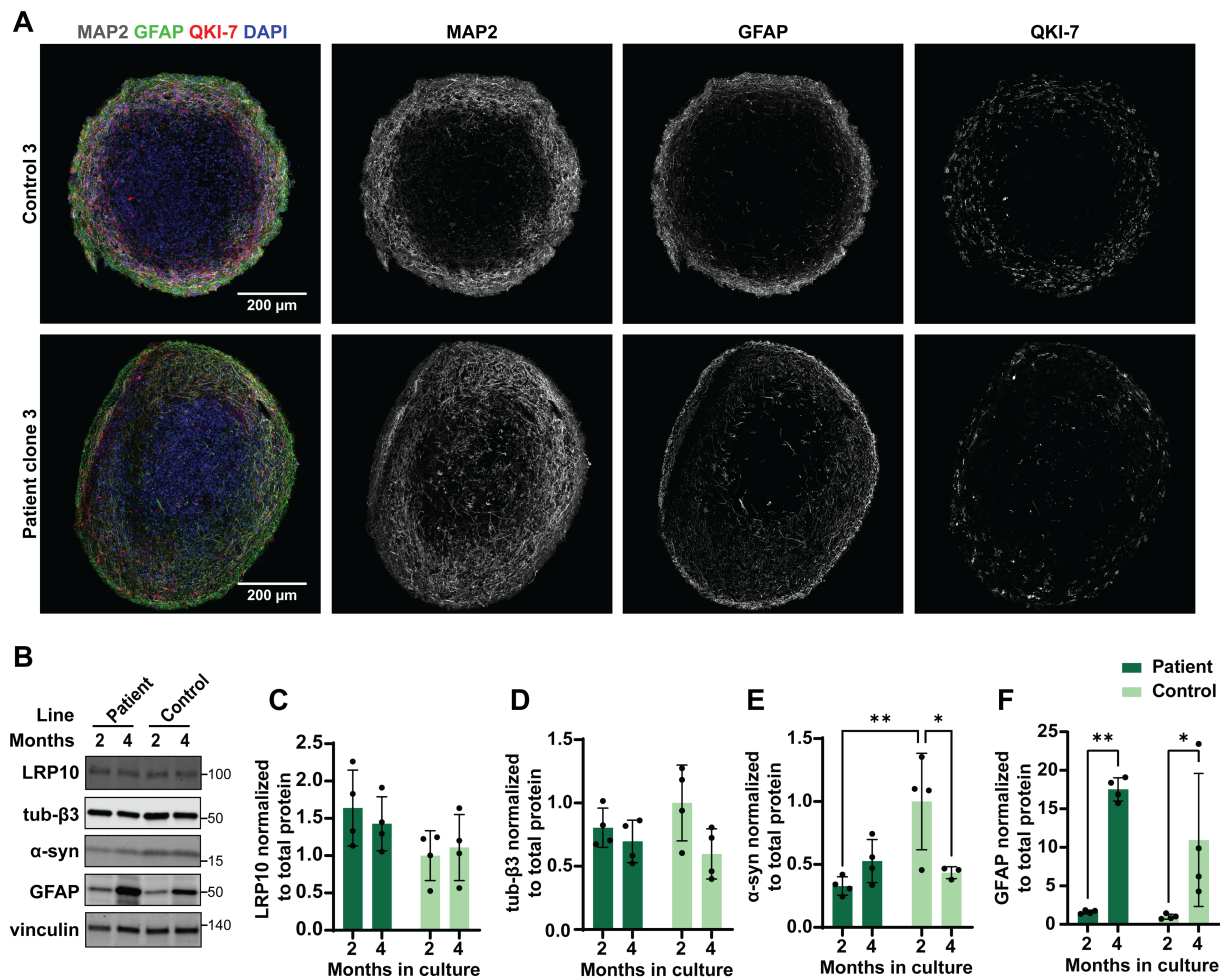 A
MAP2 GFAP QKI-7 DAPI
MAP2
GFAP
QKI-7
Control 3
200 µm
Patient clone 3
200 µm
B
Line
Patient
Control
Months
2 4 2 4
LRP10
100
tub-β3
50
α-syn
15
GFAP
50
vinculin
140
C
LRP10 normalized
to total protein
2.5
2.0
1.5
1.0
0.5
0.0
2 4 2 4
Months in culture
D
tub-β3 normalized
to total protein
1.5
1.0
0.5
0.0
2 4 2 4
Months in culture
E
α-syn normalized
to total protein
1.5
1.0
0.5
0.0
** *
2 4 2 4
Months in culture
Patient
Control
F
GFAP normalized
to total protein
25
20
15
10
5
0
** *
2 4 2 4
Months in culture